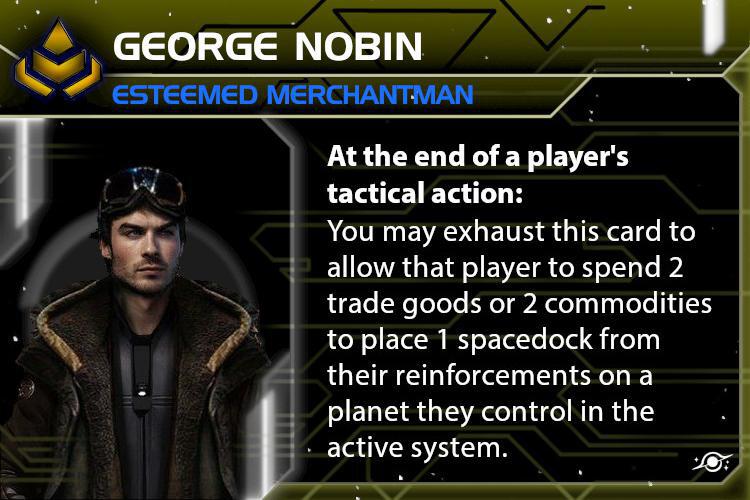 GEORGE NOBIN
ESTEEMED MERCHANTMAN
At the end of a player's
tactical action:
You may exhaust this card to
allow that player to spend 2
trade goods or 2 commodities
to place 1 spacedock from
their reinforcements on a
planet they control in the
active system.